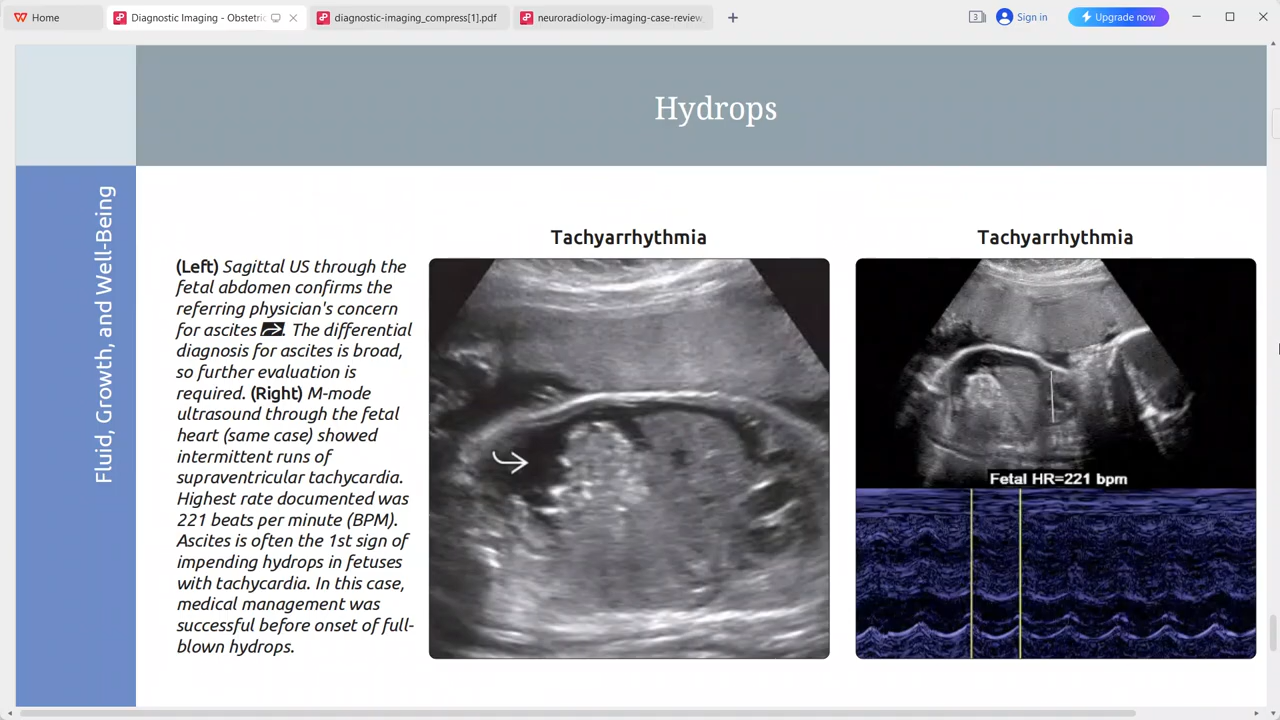 Home
Diagnostic Imaging - Obstetric
diagnostic-imaging_compress[1].pdf
neuroradiology-imaging-case-review
3
Sign in
Upgrade now
Hydrops
Fluid, Growth, and Well-Being
Tachyarrhythmia
Tachyarrhythmia
(Left) Sagittal US through the
fetal abdomen confirms the
referring physician's concern
for ascites . The differential
diagnosis for ascites is broad,
so further evaluation is
required. (Right) M-mode
ultrasound through the fetal
heart (same case) showed
intermittent runs of
supraventricular tachycardia.
Highest rate documented was
221 beats per minute (BPM).
Ascites is often the 1st sign of
impending hydrops in fetuses
with tachycardia. In this case,
medical management was
successful before onset of full-
blown hydrops.
Fetal HR=221 bpm